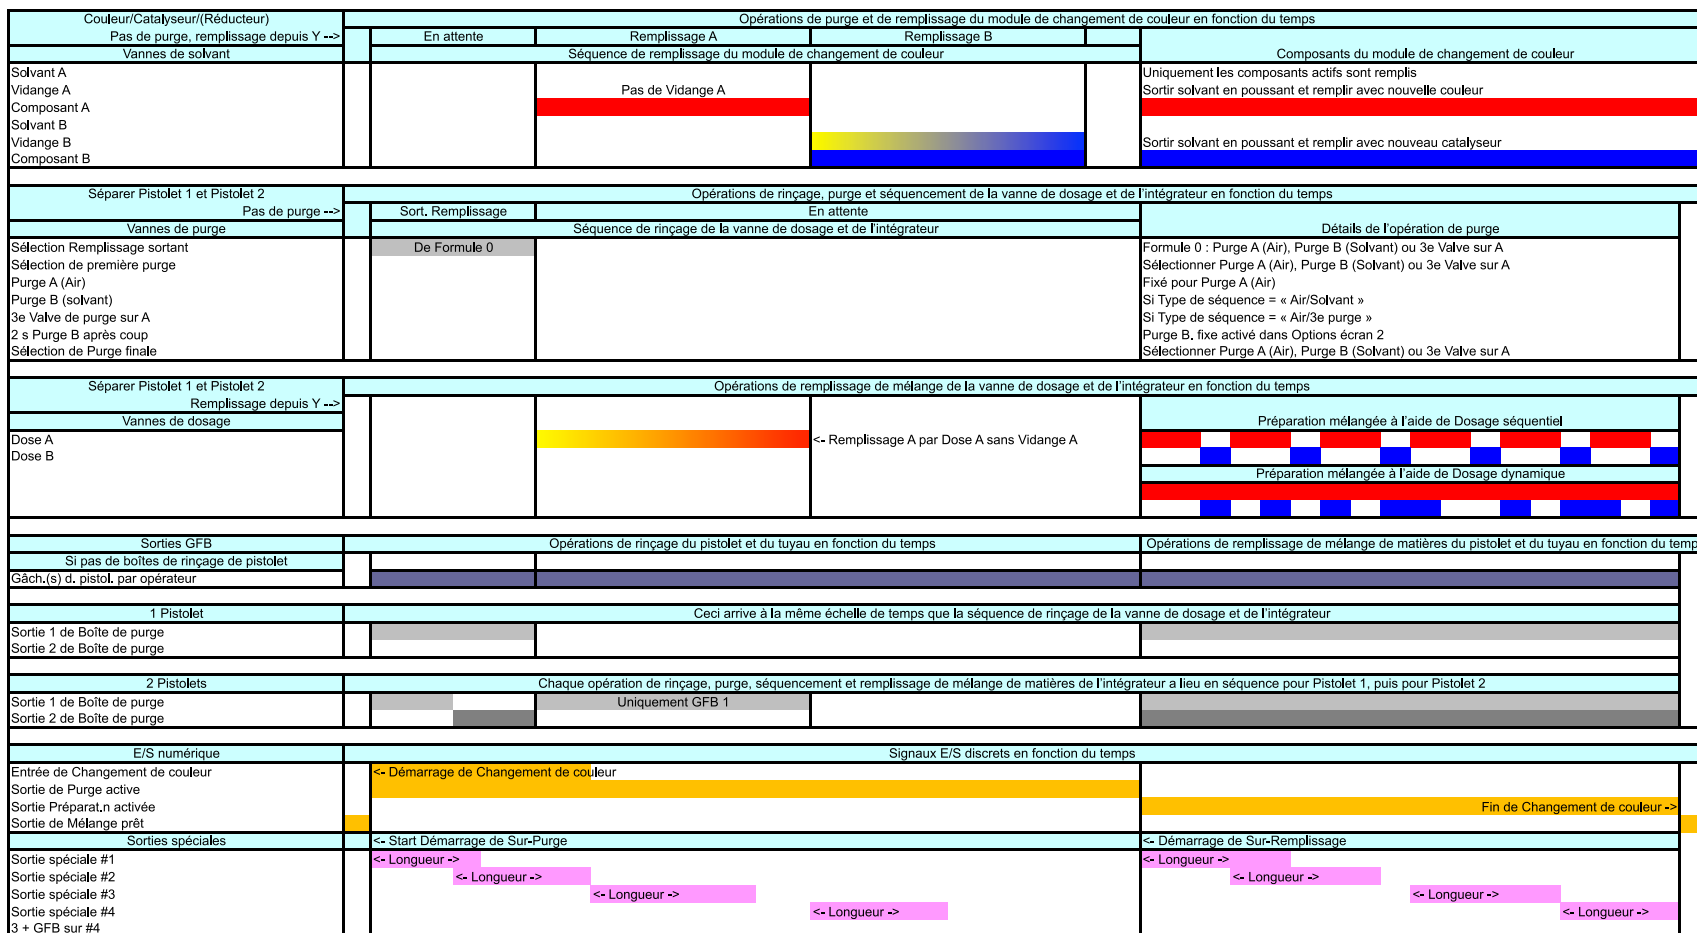 Couleur/Catalyseur/(Réducteur)
Opérations de purge et de remplissage du module de changement de couleur en fonction du temps
Pas de purge, remplissage depuis Y -->
En attente
Remplissage A
Remplissage B
Vannes de solvant
Séquence de remplissage du module de changement de couleur
Composants du module de changement de couleur
Solvant A
Uniquement les composants actifs sont remplis
Vidange A
Pas de Vidange A
Sortir solvant en poussant et remplir avec nouvelle couleur
Composant A
Solvant B
Vidange B
Sortir solvant en poussant et remplir avec nouveau catalyseur
Composant B
Séparer Pistolet 1 et Pistolet 2
Opérations de rinçage, purge et séquencement de la vanne de dosage et de l'intégrateur en fonction du temps
Pas de purge -->
Sort. Remplissage
En attente
Vannes de purge
Séquence de rinçage de la vanne de dosage et de l'intégrateur
Détails de l'opération de purge
Sélection Remplissage sortant
De Formule 0
Formule 0 : Purge A (Air), Purge B (Solvant) ou 3e Valve sur A
Sélection de première purge
Sélectionner Purge A (Air), Purge B (Solvant) ou 3e Valve sur A
Purge A (Air)
Fixé pour Purge A (Air)
Purge B (solvant)
Si Type de séquence = « Air/Solvant »
3e Valve de purge sur A
Si Type de séquence = « Air/3e purge »
2 s Purge B après coup
Purge B. fixe activé dans Options écran 2
Sélection de Purge finale
Sélectionner Purge A (Air), Purge B (Solvant) ou 3e Valve sur A
Séparer Pistolet 1 et Pistolet 2
Opérations de remplissage de mélange de la vanne de dosage et de l'intégrateur en fonction du temps
Remplissage depuis Y -->
Vannes de dosage
Préparation mélangée à l'aide de Dosage séquentiel
Dose A
<- Remplissage A par Dose A sans Vidange A
Dose B
Préparation mélangée à l'aide de Dosage dynamique
Sorties GFB
Opérations de rinçage du pistolet et du tuyau en fonction du temps
Opérations de remplissage de mélange de matières du pistolet et du tuyau en fonction du temp
Si pas de boîtes de rinçage de pistolet
Gâch.(s) d. pistol. par opérateur
1 Pistolet
Ceci arrive à la même échelle de temps que la séquence de rinçage de la vanne de dosage et de l'intégrateur
Sortie 1 de Boîte de purge
Sortie 2 de Boîte de purge
2 Pistolets
Chaque opération de rinçage, purge, séquencement et remplissage de mélange de matières de l'intégrateur a lieu en séquence pour Pistolet 1, puis pour Pistolet 2
Sortie 1 de Boîte de purge
Uniquement GFB 1
Sortie 2 de Boîte de purge
E/S numérique
Signaux E/S discrets en fonction du temps
Entrée de Changement de couleur
<- Démarrage de Changement de couleur
Sortie de Purge active
Sortie Préparat.n activée
Fin de Changement de couleur ->
Sortie de Mélange prêt
Sorties spéciales
<- Start Démarrage de Sur-Purge
<- Démarrage de Sur-Remplissage
Sortie spéciale #1
<- Longueur ->
<- Longueur ->
Sortie spéciale #2
<- Longueur ->
<- Longueur ->
Sortie spéciale #3
<- Longueur ->
<- Longueur ->
Sortie spéciale #4
<- Longueur ->
<- Longueur ->
3 + GFB sur #4